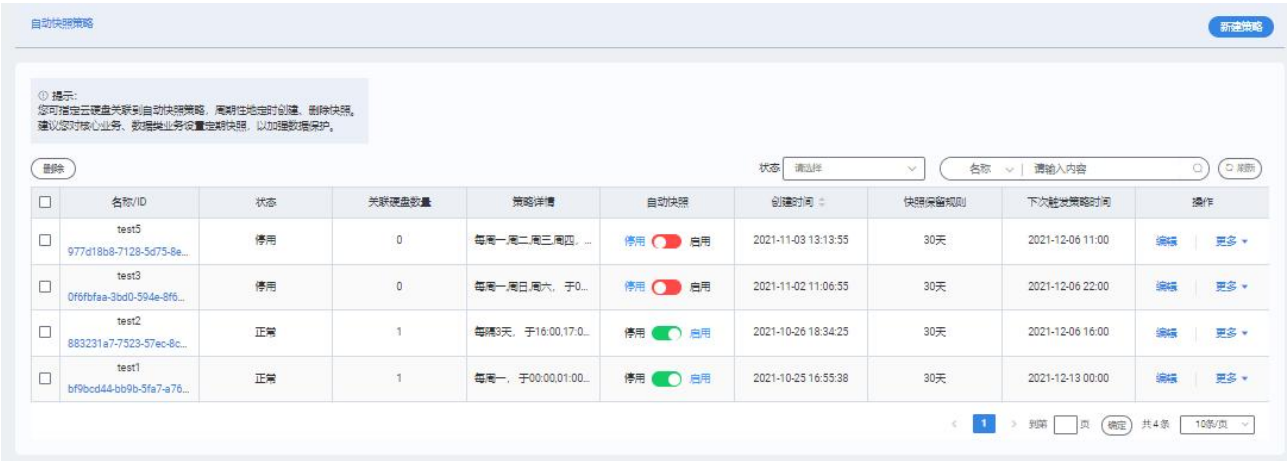 自动快照策略
新建策略
提示:
您可指定云硬盘关联到自动快照策略，周期性地定时创建、删除快照。
建议您对核心业务、数据类业务设置定期快照，以加强数据保护。
删除 状态 请选择 名称 请输入内容 刷新
名称/ID 状态 关联硬盘数量 策略详情 自动快照 创建时间 快照保留规则 下次触发策略时间 操作
test5
977d18b8-7128-5d75-8e... 停用 0 每周一,周二,周三,周四, ... 停用 启用 2021-11-03 13:13:55 30天 2021-12-06 11:00 编辑 更多
test3
0f6fbfaa-3bd0-594e-8f6... 停用 0 每周一,周日,周六, 于0... 停用 启用 2021-11-02 11:06:55 30天 2021-12-06 22:00 编辑 更多
test2
883231a7-7523-57ec-8c... 正常 1 每隔3天, 于16:00,17:0... 停用 启用 2021-10-26 18:34:25 30天 2021-12-06 16:00 编辑 更多
test1
bf9bcd44-bb9b-5fa7-a76... 正常 1 每周一, 于00:00,01:00... 停用 启用 2021-10-25 16:55:38 30天 2021-12-13 00:00 编辑 更多
1 到第 页 确定 共4条 10条/页